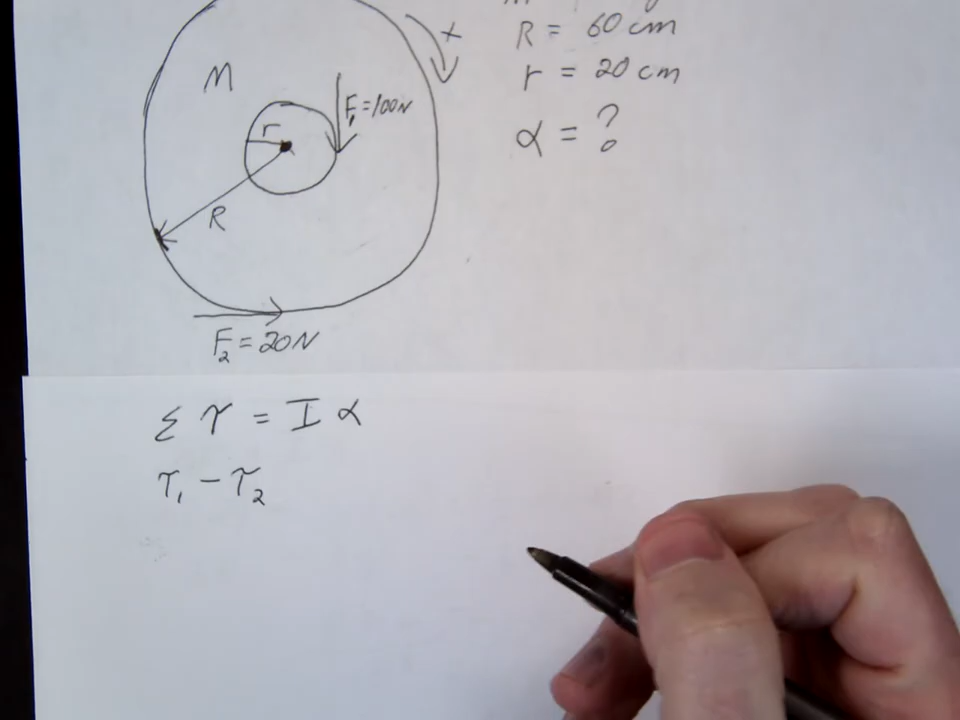 R = 60 cm
r = 20 cm
α = ?
+
M
F₁=100N
r
R
F₂=20N
Σ τ = I α
τ₁ - τ₂